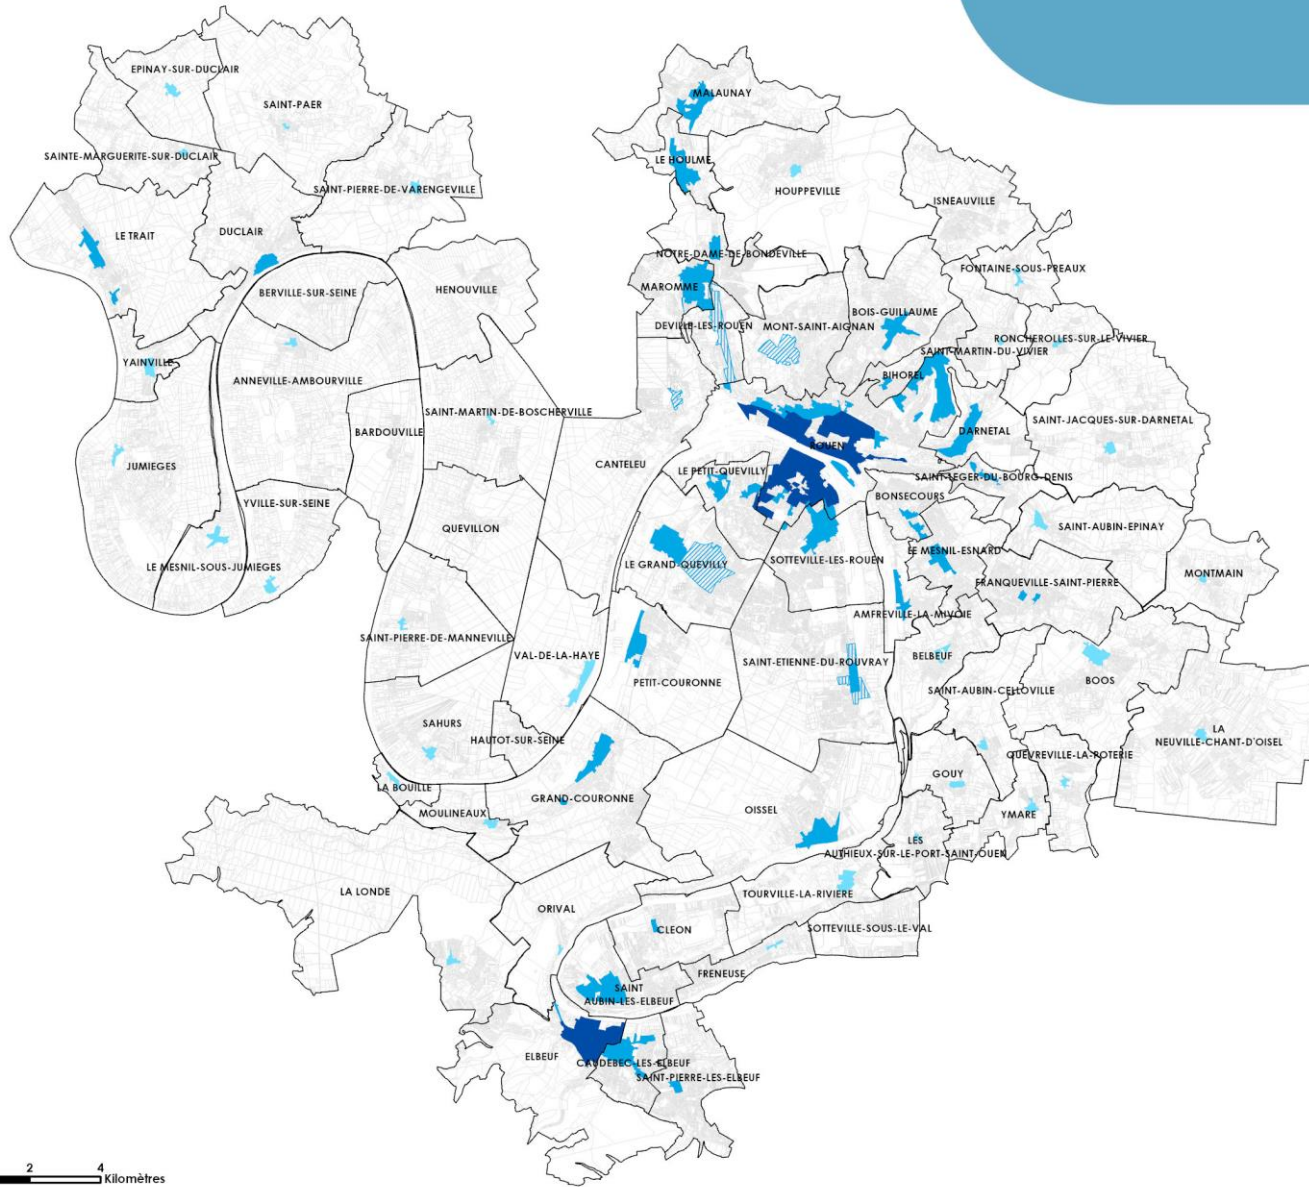 EPINAY-SUR-DUCLAIR
SAINT-PAER
SAINTE-MARGUERITE-SUR-DUCLAIR
SAINT-PIERRE-DE-VARENGEVILLE
LE TRAIT
DUCLAIR
BERVILLE-SUR-SEINE
HENOUVILLE
YAINVILLE
ANNEVILLE-AMBOURVILLE
BARDOUVILLE
SAINT-MARTIN-DE-BOSCHERVILLE
JUMIEGES
YVILLE-SUR-SEINE
QUEVILLON
LE MESNIL-SOUS-JUMIEGES
SAINT-PIERRE-DE-MANNEVILLE
VAL-DE-LA-HAYE
SAHURS
HAUTOT-SUR-SEINE
LA BOUILLE
MOULINEAUX
GRAND-COURONNE
LA LONDE
ORIVAL
MALAUNAY
LE HOULME
HOUPPEVILLE
ISNEAUVILLE
NOTRE-DAME-DE-BONDEVILLE
FONTAINE-SOUS-PREAUX
MAROMME
DEVILLE-LES-ROUEN
MONT-SAINT-AIGNAN
BOIS-GUILLAUME
RONCHEROLLES-SUR-LE-VIVIER
SAINT-MARTIN-DU-VIVIER
BIHOREL
SAINT-JACQUES-SUR-DARNETAL
DARNETAL
CANTELEU
ROUEN
LE PETIT-QUEVILLY
SAINT-LEGER-DU-BOURG-DENIS
BONSECOURS
SAINT-AUBIN-EPINAY
LE GRAND-QUEVILLY
SOTTEVILLE-LES-ROUEN
LE MESNIL-ESNARD
FRANQUEVILLE-SAINT-PIERRE
MONTMAIN
AMFREVILLE-LA-MIVOIE
PETIT-COURONNE
SAINT-ETIENNE-DU-ROUVRAY
BELBEUF
BOOS
SAINT-AUBIN-CELLOVILLE
LA
NEUVILLE-CHANT-D'OISEL
QUEVREVILLE-LA-POTERIE
GOUY
YMARE
OISSEL
LES
AUTHIEUX-SUR-LE-PORT-SAINT-OUEN
TOURVILLE-LA-RIVIERE
CLEON
SOTTEVILLE-SOUS-LE-VAL
FRENEUSE
SAINT
AUBIN-LES-ELBEUF
ELBEUF
CAUDEBEC-LES-ELBEUF
SAINT-PIERRE-LES-ELBEUF
2 4
Kilomètres